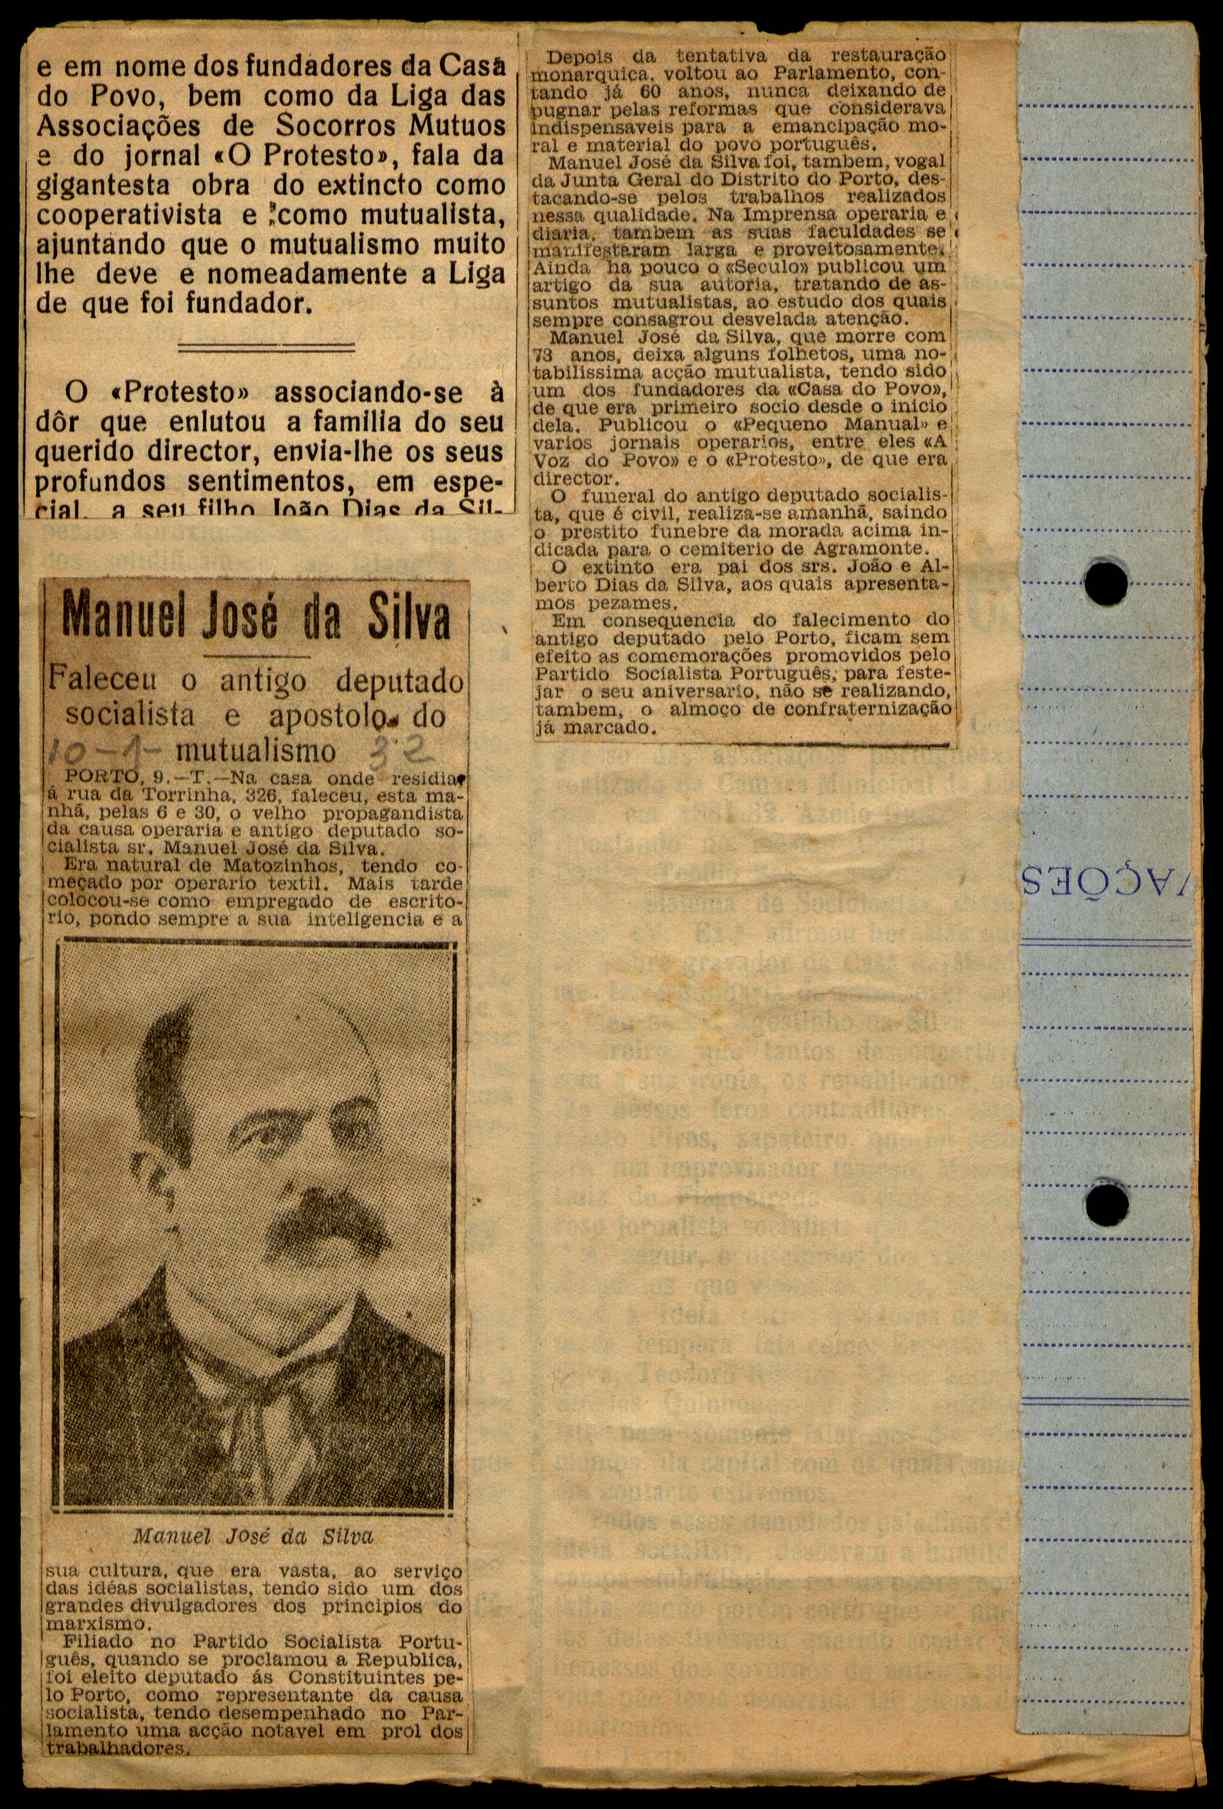 e em nome dos fundadores da Casa
do Povo, bem como da Liga das
Associações de Socorros Mutuos
e do jornal «O Protesto», fala da
gigantesta obra do extincto como
cooperativista e como mutualista,
ajuntando que o mutualismo muito
lhe deve e nomeadamente a Liga
de que foi fundador.
O «Protesto» associando-se à
dôr que enlutou a familia do seu
querido director, envia-lhe os seus
profundos sentimentos, em espe-
cial, a seu filho João Dias da Sil-
Manuel José da Silva
Faleceu o antigo deputado
socialista e apostolo do
mutualismo
10-1-32
PORTO, 9.—T.—Na casa onde residia,
á rua da Torrinha, 326, faleceu, esta ma-
nhã, pelas 6 e 30, o velho propagandista
da causa operaria e antigo deputado so-
cialista sr. Manuel José da Silva.
Era natural de Matozinhos, tendo co-
meçado por operario textil. Mais tarde
colocou-se como empregado de escrito-
rio, pondo sempre a sua inteligencia e a
Manuel José da Silva
sua cultura, que era vasta, ao serviço
das idéas socialistas, tendo sido um dos
grandes divulgadores dos principios do
marxismo.
Filiado no Partido Socialista Portu-
guês, quando se proclamou a Republica,
foi eleito deputado ás Constituintes pe-
lo Porto, como representante da causa
socialista, tendo desempenhado no Par-
lamento uma acção notavel em prol dos
trabalhadores.
Depois da tentativa da restauração
monarquica, voltou ao Parlamento, con-
tando já 60 anos, nunca deixando de
pugnar pelas reformas que considerava
indispensaveis para a emancipação mo-
ral e material do povo português.
Manuel José da Silva foi, tambem, vogal
da Junta Geral do Distrito do Porto, des-
tacando-se pelos trabalhos realizados
nessa qualidade. Na Imprensa operaria e
diaria, tambem as suas faculdades se
manifestaram larga e proveitosamente.
Ainda ha pouco o «Seculo» publicou um
artigo da sua autoria, tratando de as-
suntos mutualistas, ao estudo dos quais
sempre consagrou desvelada atenção.
Manuel José da Silva, que morre com
73 anos, deixa alguns folhetos, uma no-
tabilissima acção mutualista, tendo sido
um dos fundadores da «Casa do Povo»,
de que era primeiro socio desde o inicio
dela. Publicou o «Pequeno Manual» e
varios jornais operarios, entre eles «A
Voz do Povo» e o «Protesto», de que era
director.
O funeral do antigo deputado socialis-
ta, que é civil, realiza-se amanhã, saindo
o prestito funebre da morada acima in-
dicada para o cemiterio de Agramonte.
O extinto era pai dos srs. João e Al-
berto Dias da Silva, aos quais apresenta-
mos pezames.
Em consequencia do falecimento do
antigo deputado pelo Porto, ficam sem
efeito as comemorações promovidos pelo
Partido Socialista Português, para feste-
jar o seu aniversario, não se realizando,
tambem, o almoço de confraternização
já marcado.
VAÇÕES